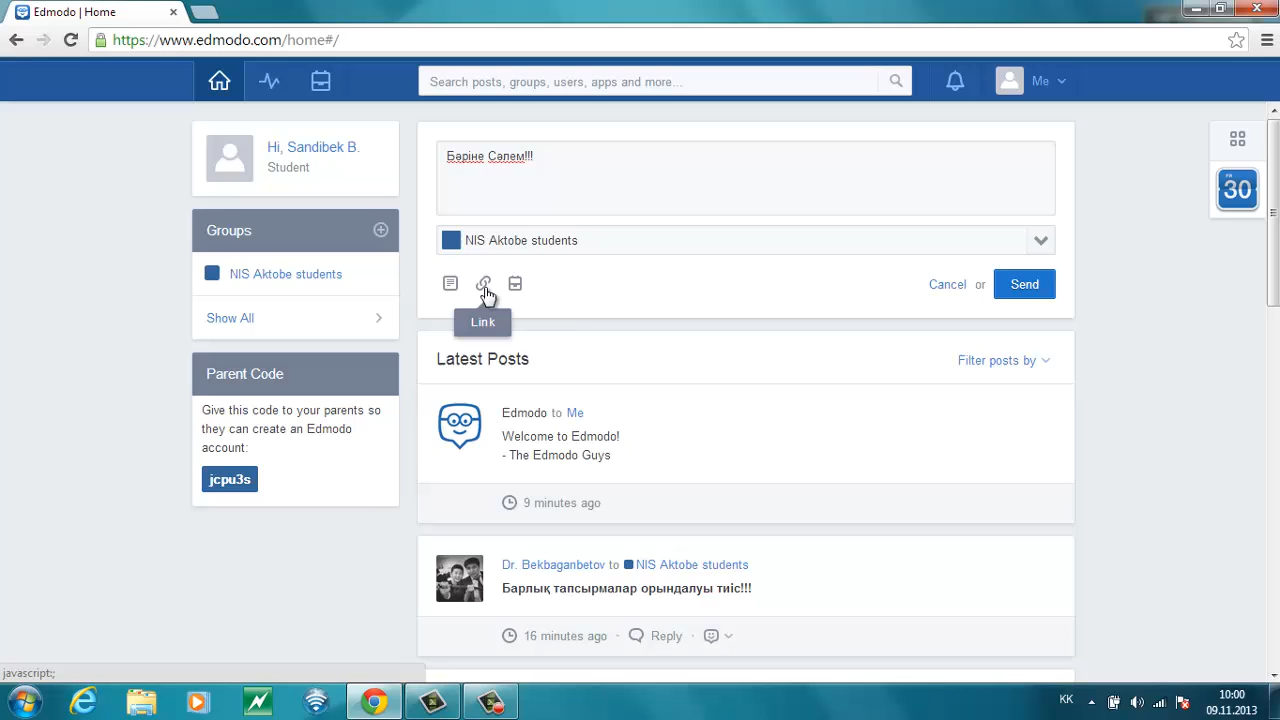 Edmodo | Home
https://www.edmodo.com/home#/
Search posts, groups, users, apps and more...
Me
Hi, Sandibek B.
Student
Бәріне Сәлем!!!
Groups
NIS Aktobe students
NIS Aktobe students
30
Cancel or Send
Show All
Link
Parent Code
Latest Posts
Filter posts by
Give this code to your parents so
they can create an Edmodo
account:
jcpu3s
Edmodo to Me
Welcome to Edmodo!
- The Edmodo Guys
9 minutes ago
Dr. Bekbaganbetov to NIS Aktobe students
Барлық тапсырмалар орындалуы тиіс!!!
16 minutes ago · Reply ·
javascript:;
KK
10:00
09.11.2013